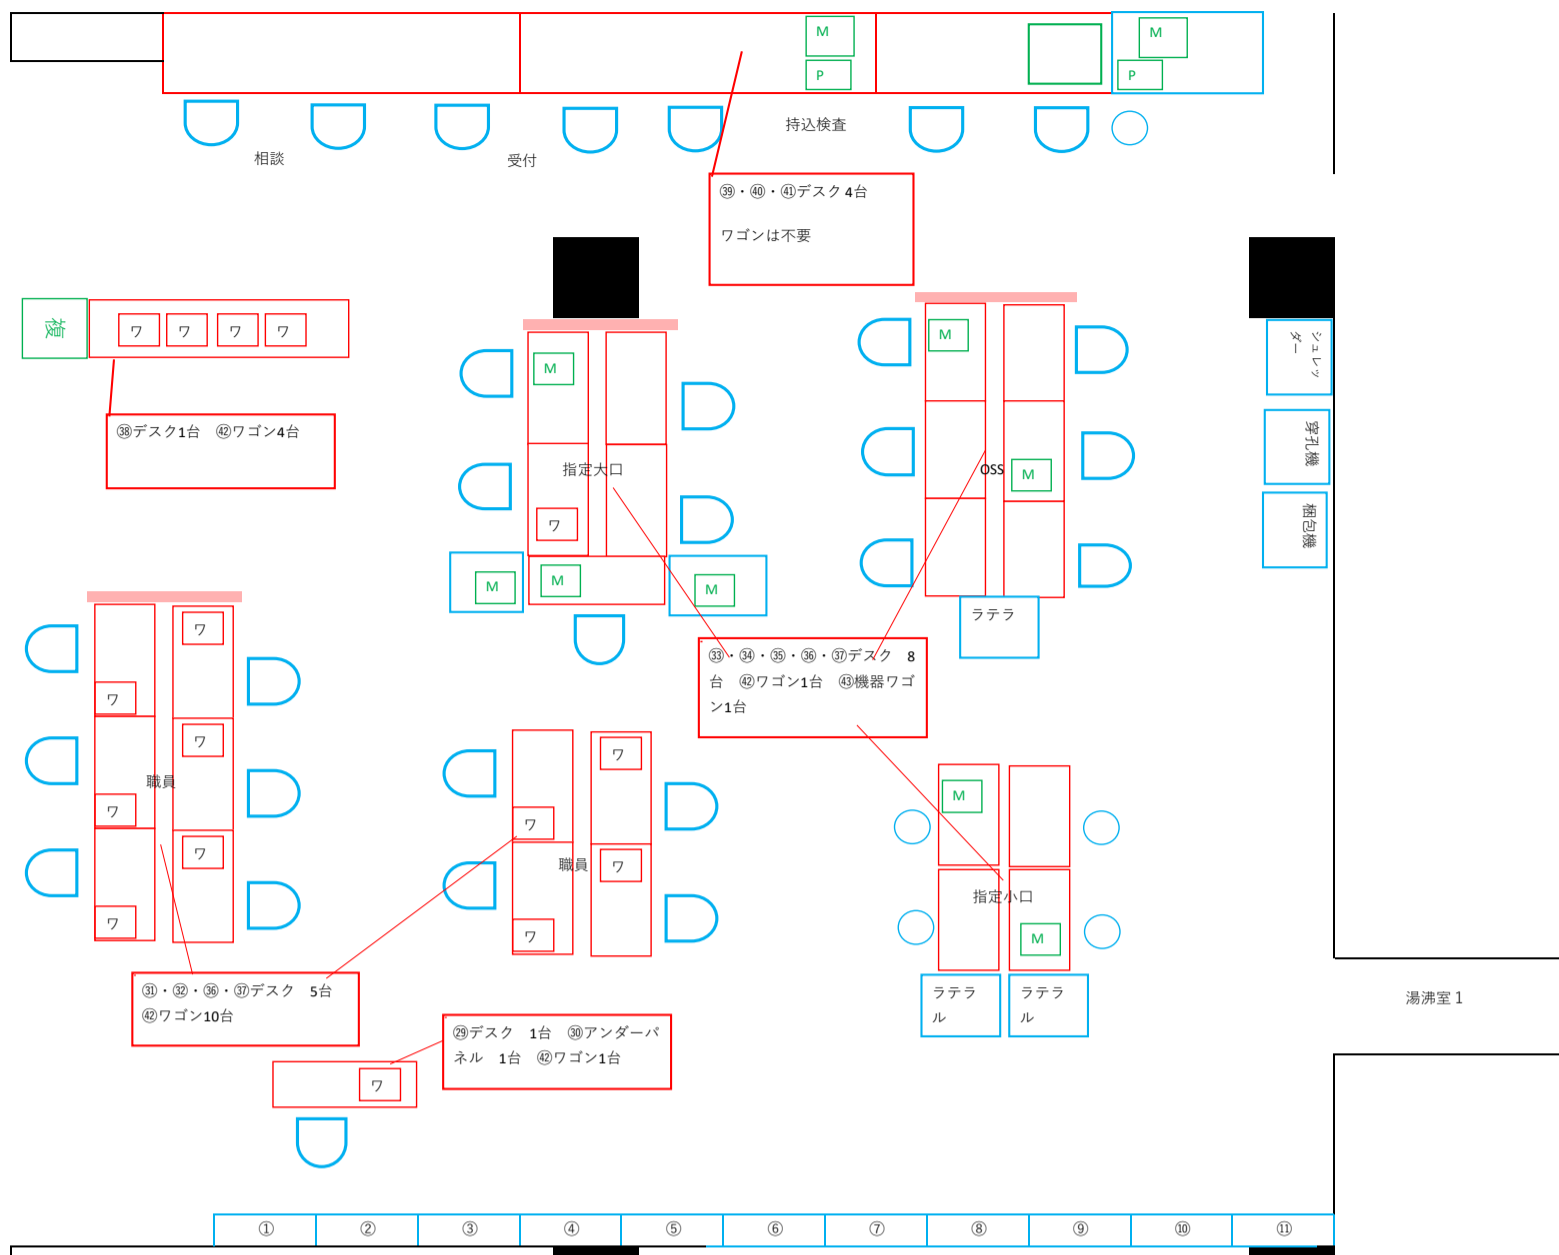 M
M
P
P
持込検査
相談
受付
㊴・㊵・㊶デスク 4台
ワゴンは不要
複
ワ
ワ
ワ
ワ
㊳デスク1台　㊷ワゴン4台
M
指定大口
ワ
M
M
M
M
OSS
M
ラテラ
シュレッ
ダー
穿孔機
梱包機
㉝・㉞・㉟・㊱・㊲デスク　8
台　㊷ワゴン1台　㊸機器ワゴ
ン1台
ワ
ワ
ワ
職員
ワ
ワ
ワ
ワ
ワ
職員
ワ
ワ
M
指定小口
M
ラテラ
ル
ラテラ
ル
湯沸室１
㉛・㉜・㊱・㊲デスク　5台
㊷ワゴン10台
㉙デスク　1台　㉚アンダーパ
ネル　1台　㊷ワゴン1台
ワ
①
②
③
④
⑤
⑥
⑦
⑧
⑨
⑩
⑪